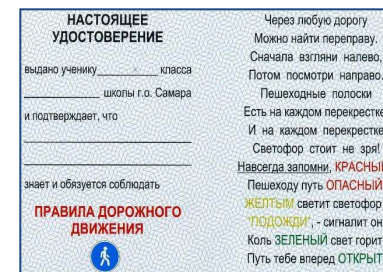 НАСТОЯЩЕЕ
УДОСТОВЕРЕНИЕ
выдано ученику__________ класса
____________ школы г.о. Самара
и подтверждает, что
знает и обязуется соблюдать
ПРАВИЛА ДОРОЖНОГО
ДВИЖЕНИЯ
Через любую дорогу
Можно найти переправу.
Сначала взгляни налево,
Потом посмотри направо.
Пешеходные полоски
Есть на каждом перекрестке
И на каждом перекрестке
Светофор стоит не зря!
Навсегда запомни, КРАСНЫЙ
Пешеходу путь ОПАСНЫЙ
ЖЕЛТЫМ светит светофор
"ПОДОЖДИ", - сигналит он
Коль ЗЕЛЕНЫЙ свет горит
Путь тебе вперед ОТКРЫТ